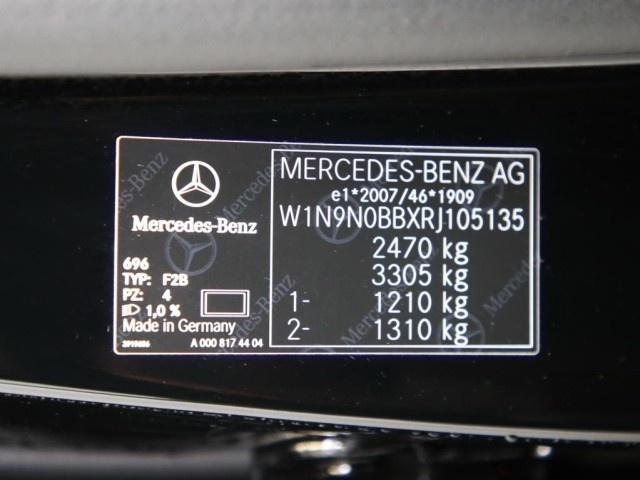 Mercedes-Benz
696
TYP: F2B
PZ: 4
1,0 %
Made in Germany
2P19686 A 000 817 44 04
MERCEDES-BENZ AG
e1*2007/46*1909
W1N9N0BBXRJ105135
2470 kg
3305 kg
1- 1210 kg
2- 1310 kg